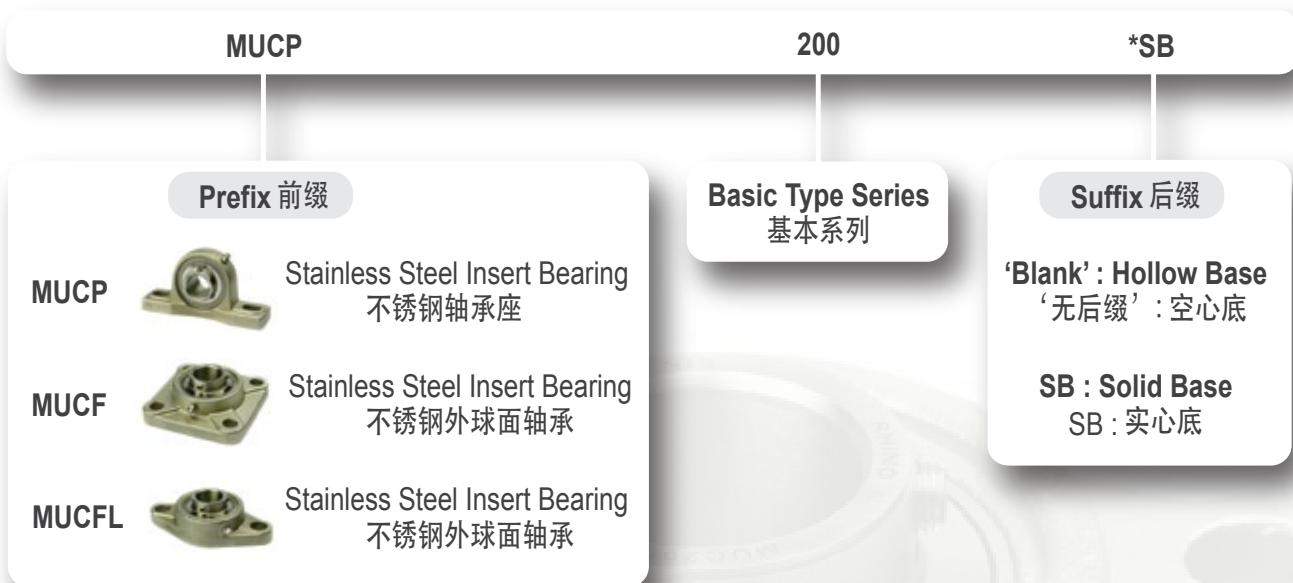 MUCP 200 *SB
Prefix 前缀
MUCP
Stainless Steel Insert Bearing
不锈钢轴承座
MUCF
Stainless Steel Insert Bearing
不锈钢外球面轴承
MUCFL
Stainless Steel Insert Bearing
不锈钢外球面轴承
Basic Type Series
基本系列
Suffix 后缀
‘Blank’ : Hollow Base
‘无后缀’ : 空心底
SB : Solid Base
SB : 实心底
RHINO